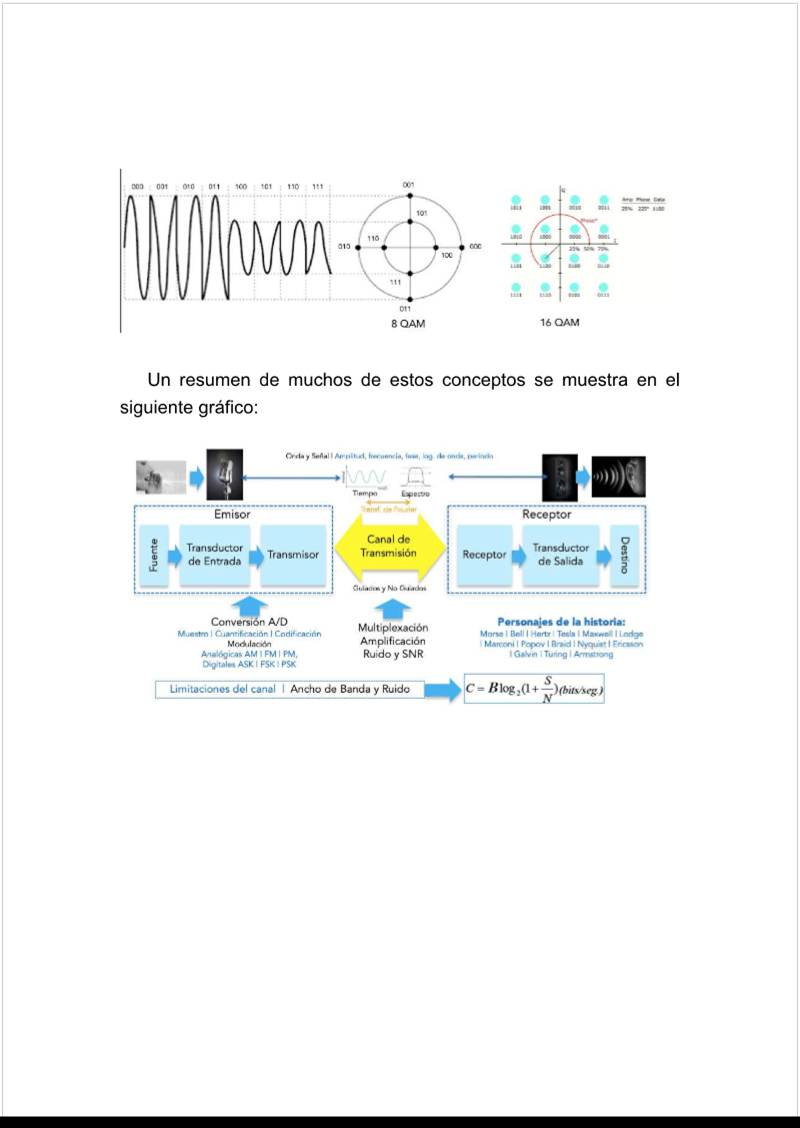 000 001 010 011 100 101 110 111
001
101
110
010
000
100
111
011
8 QAM
1011 1001 0010 0011
Amp Phase Data
25% 225° 1100
Phase°
1010 1000 0000 0001
25% 50% 75%
1101 1100 0100 0110
1111 1110 0101 0111
16 QAM
Un resumen de muchos de estos conceptos se muestra en el
siguiente gráfico:
Onda y Señal | Amplitud, frecuencia, fase, log. de onda, periodo
Tiempo
Espectro
Transf. de Fourier
Emisor
Fuente
Transductor
de Entrada
Transmisor
Canal de
Transmisión
Guiados y No Guiados
Receptor
Receptor
Transductor
de Salida
Destino
Conversión A/D
Muestro | Cuantificación | Codificación
Modulación
Analógicas AM | FM | PM,
Digitales ASK | FSK | PSK
Multiplexación
Amplificación
Ruido y SNR
Personajes de la historia:
Morse | Bell | Hertz | Tesla | Maxwell | Lodge
| Marconi | Popov | Braid | Nyquist | Ericsson
| Galvin | Turing | Armstrong
Limitaciones del canal | Ancho de Banda y Ruido
C = B log₂(1 + S/N) (bits/seg.)